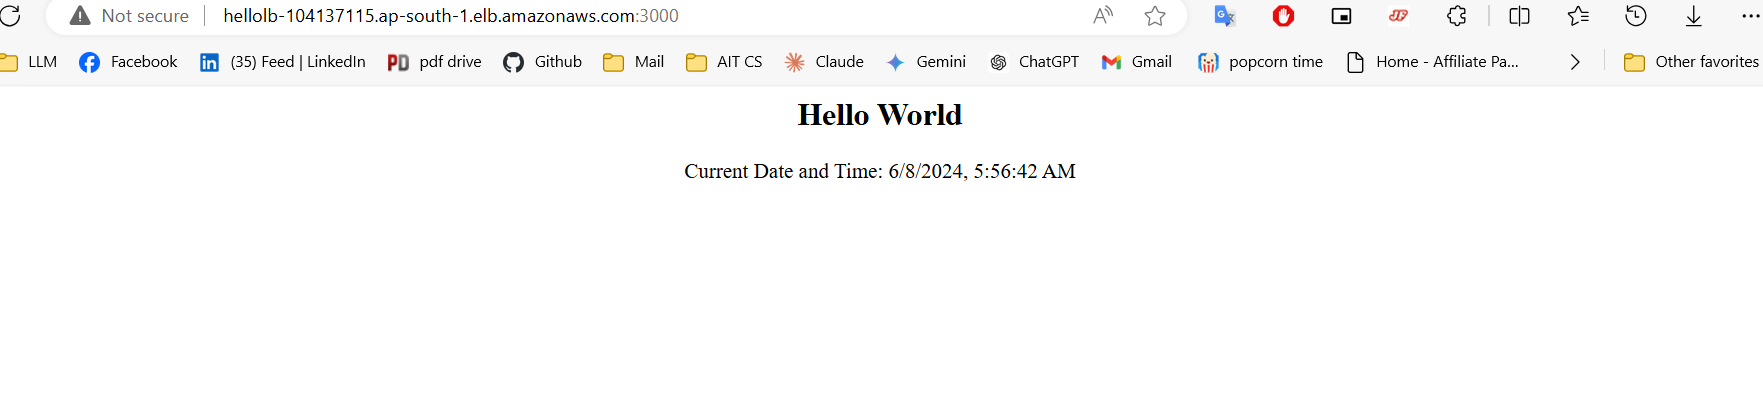 Not secure hellolb-104137115.ap-south-1.elb.amazonaws.com:3000
LLM Facebook (35) Feed | LinkedIn PD pdf drive Github Mail AIT CS Claude Gemini ChatGPT Gmail popcorn time Home - Affiliate Pa... Other favorites
Hello World
Current Date and Time: 6/8/2024, 5:56:42 AM